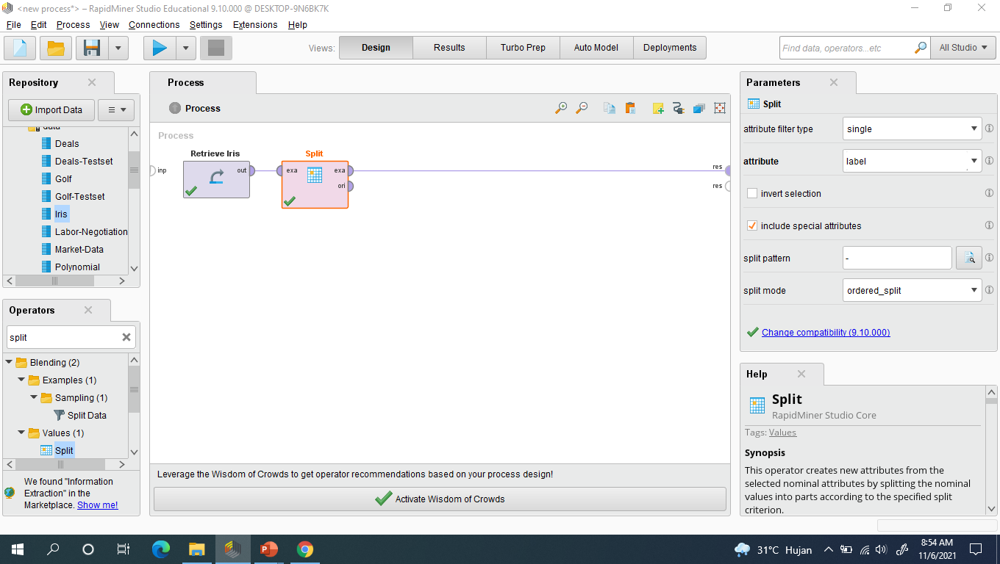 <new process*> – RapidMiner Studio Educational 9.10.000 @ DESKTOP-9N6BK7K
File Edit Process View Connections Settings Extensions Help
Views: Design Results Turbo Prep Auto Model Deployments
Find data, operators...etc
All Studio
Repository
Import Data
data
Deals
Deals-Testset
Golf
Golf-Testset
Iris
Labor-Negotiation
Market-Data
Polynomial
Operators
split
Blending (2)
Examples (1)
Sampling (1)
Split Data
Values (1)
Split
We found "Information
Extraction" in the
Marketplace. Show me!
Process
Process
Process
Retrieve Iris
Split
inp
out
exa
exa
ori
res
res
Leverage the Wisdom of Crowds to get operator recommendations based on your process design!
Activate Wisdom of Crowds
Parameters
Split
attribute filter type single
attribute label
invert selection
include special attributes
split pattern -
split mode ordered_split
Change compatibility (9.10.000)
Help
Split
RapidMiner Studio Core
Tags: Values
Synopsis
This operator creates new attributes from the
selected nominal attributes by splitting the nominal
values into parts according to the specified split
criterion.
31°C Hujan
8:54 AM
11/6/2021